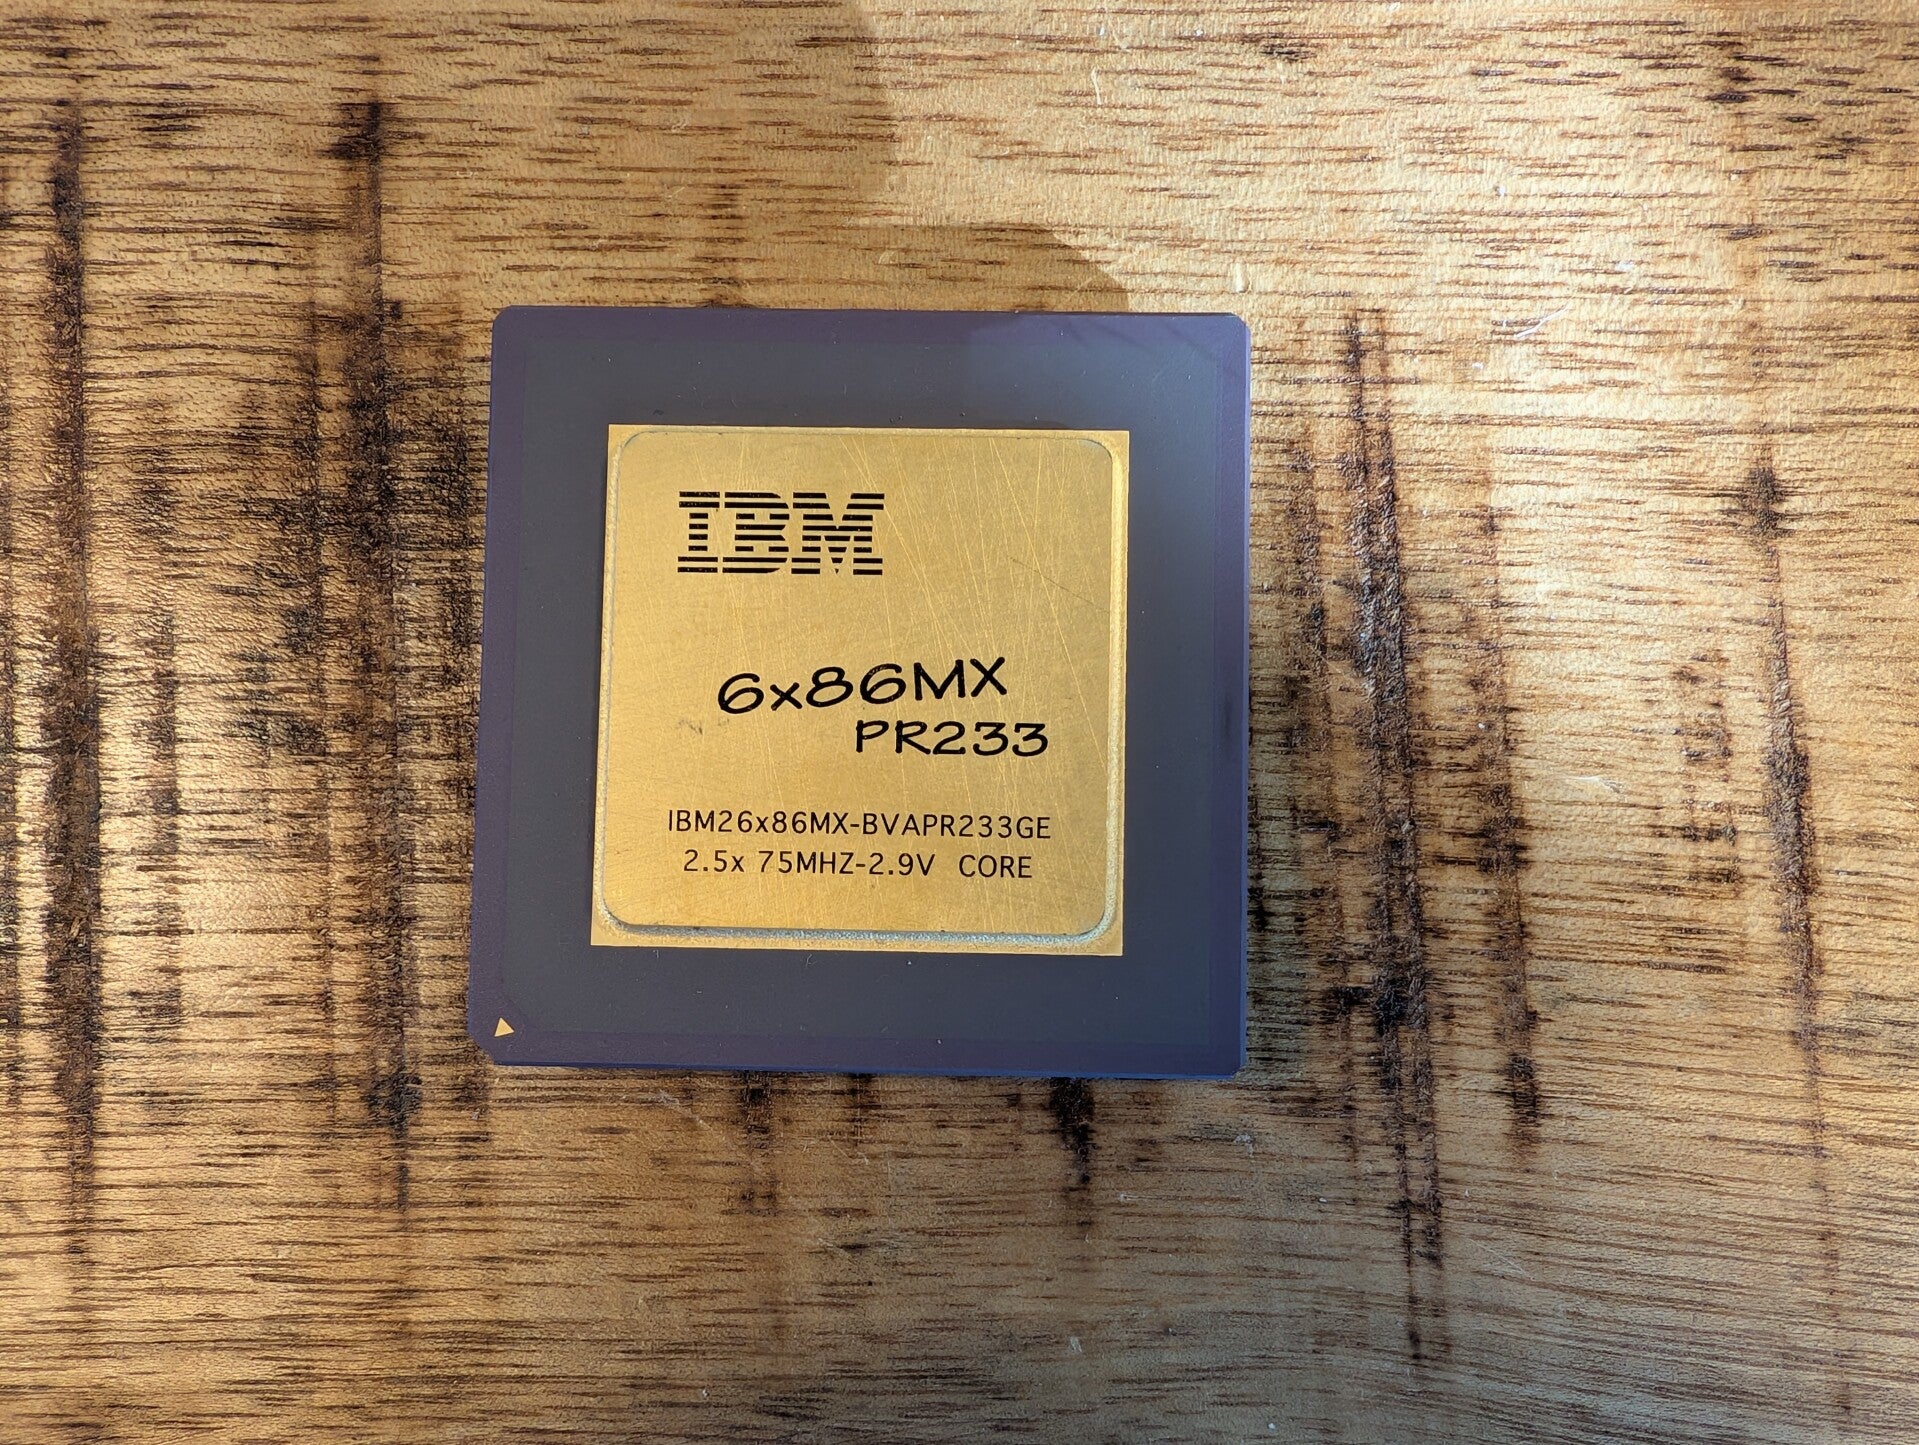 IBM
6x86MX
PR233
IBM26x86MX-BVAPR233GE
2.5x 75MHZ-2.9V CORE